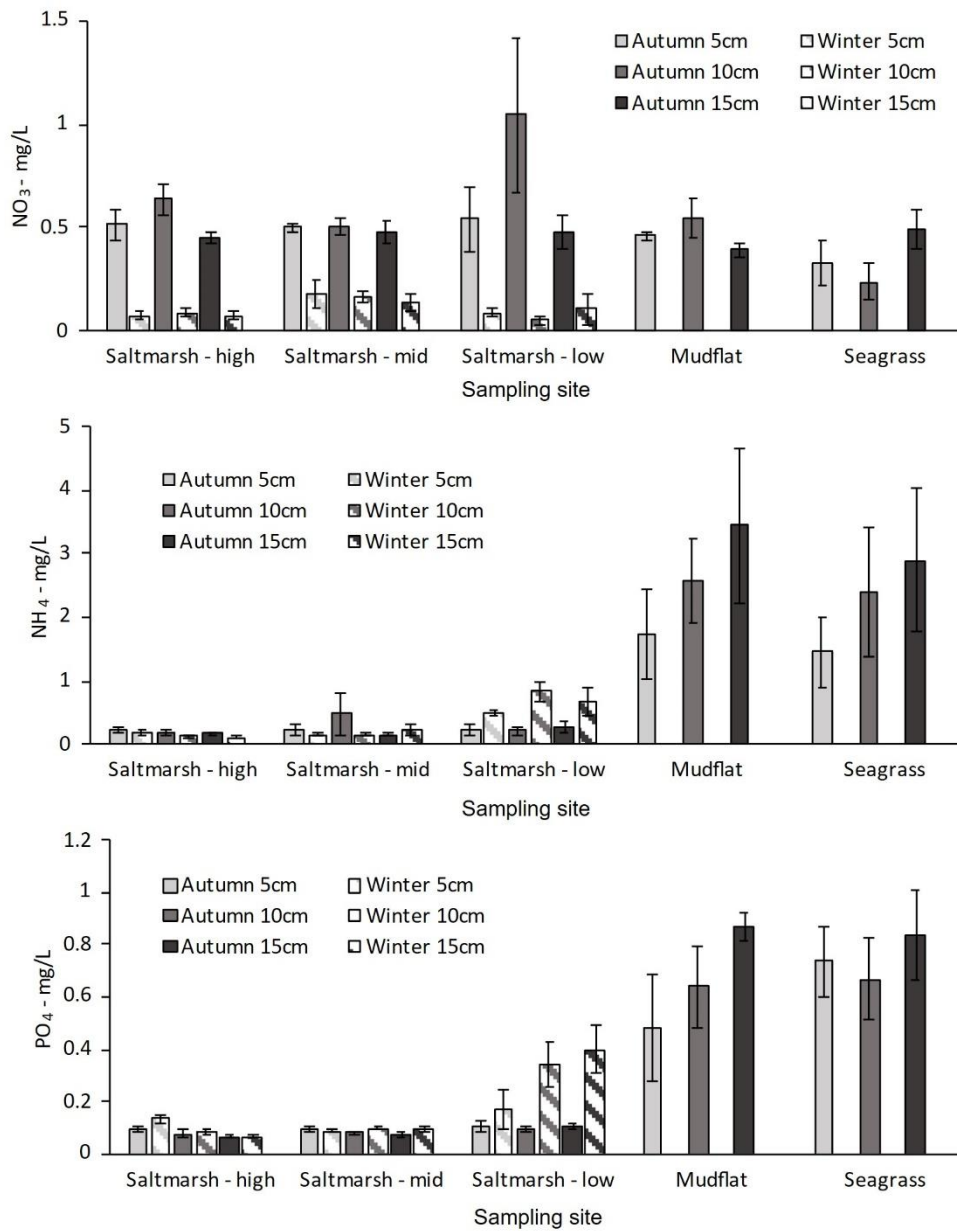 1.5
1
0.5
0
NO3 - mg/L
Autumn 5cm Winter 5cm
Autumn 10cm Winter 10cm
Autumn 15cm Winter 15cm
Saltmarsh - high Saltmarsh - mid Saltmarsh - low Mudflat Seagrass
Sampling site
5
4
3
2
1
0
NH4 - mg/L
Autumn 5cm Winter 5cm
Autumn 10cm Winter 10cm
Autumn 15cm Winter 15cm
Saltmarsh - high Saltmarsh - mid Saltmarsh - low Mudflat Seagrass
Sampling site
1.2
1
0.8
0.6
0.4
0.2
0
PO4 - mg/L
Autumn 5cm Winter 5cm
Autumn 10cm Winter 10cm
Autumn 15cm Winter 15cm
Saltmarsh - high Saltmarsh - mid Saltmarsh - low Mudflat Seagrass
Sampling site